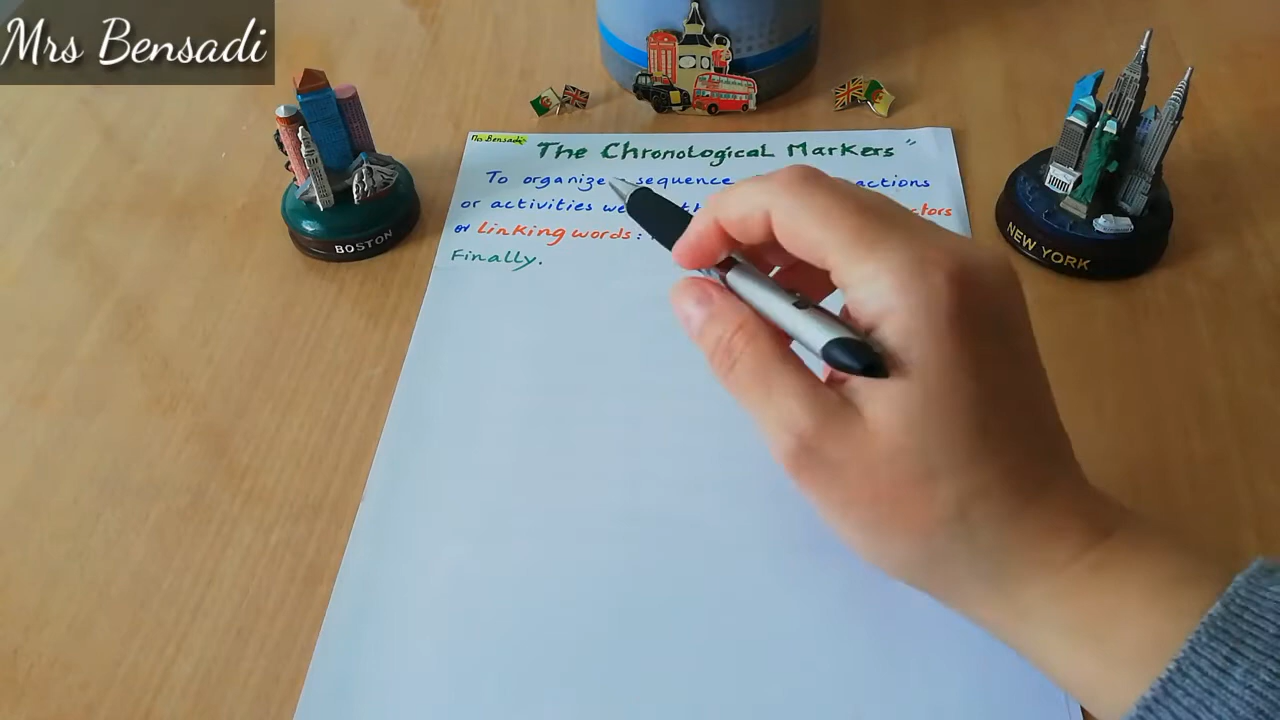 Mrs Bensadi
BOSTON
NEW YORK
Mrs Bensadi
The Chronological Markers"
To organize, sequence actions
or activities we
or linking words:
Finally.